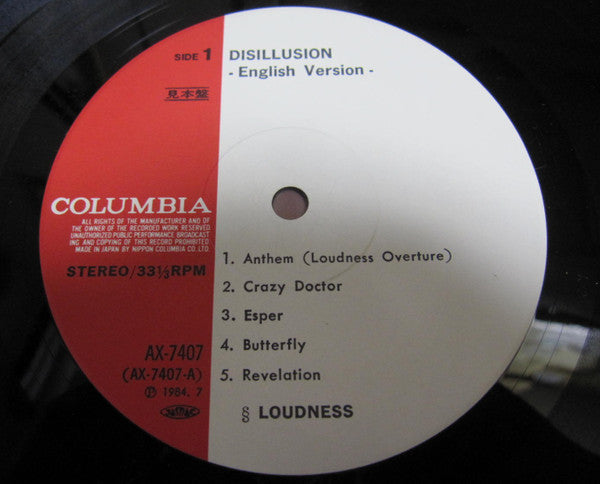 SIDE 1
DISILLUSION
- English Version -
見本盤
COLUMBIA
ALL RIGHTS OF THE MANUFACTURER AND OF
THE OWNER OF THE RECORDED WORK RESERVED
UNAUTHORIZED PUBLIC PERFORMANCE BROADCAST
ING AND COPYING OF THIS RECORD PROHIBITED
MADE IN JAPAN BY NIPPON COLUMBIA CO. LTD.
STEREO/33⅓RPM
1. Anthem (Loudness Overture)
2. Crazy Doctor
3. Esper
4. Butterfly
5. Revelation
AX-7407
(AX-7407-A)
Ⓟ 1984. 7
JASRAC
§ LOUDNESS